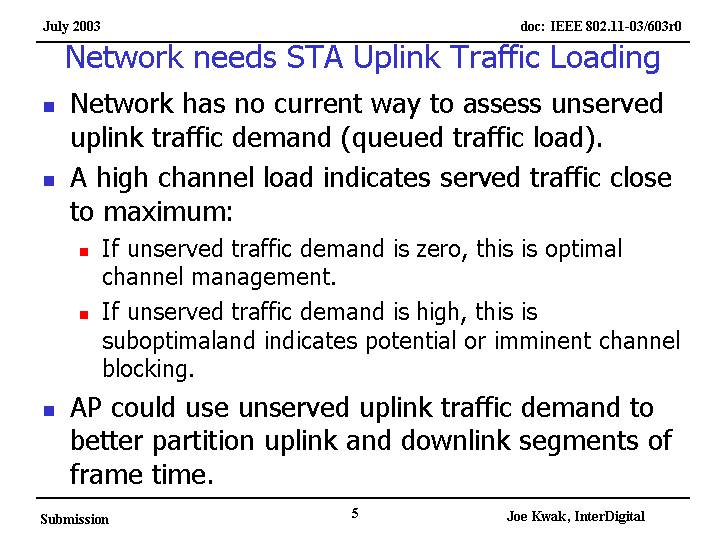 July 2003
doc: IEEE 802.11-03/603r0
Network needs STA Uplink Traffic Loading
Network has no current way to assess unserved
uplink traffic demand (queued traffic load).
A high channel load indicates served traffic close
to maximum:
If unserved traffic demand is zero, this is optimal
channel management.
If unserved traffic demand is high, this is
suboptimaland indicates potential or imminent channel
blocking.
AP could use unserved uplink traffic demand to
better partition uplink and downlink segments of
frame time.
Submission
5
Joe Kwak, InterDigital